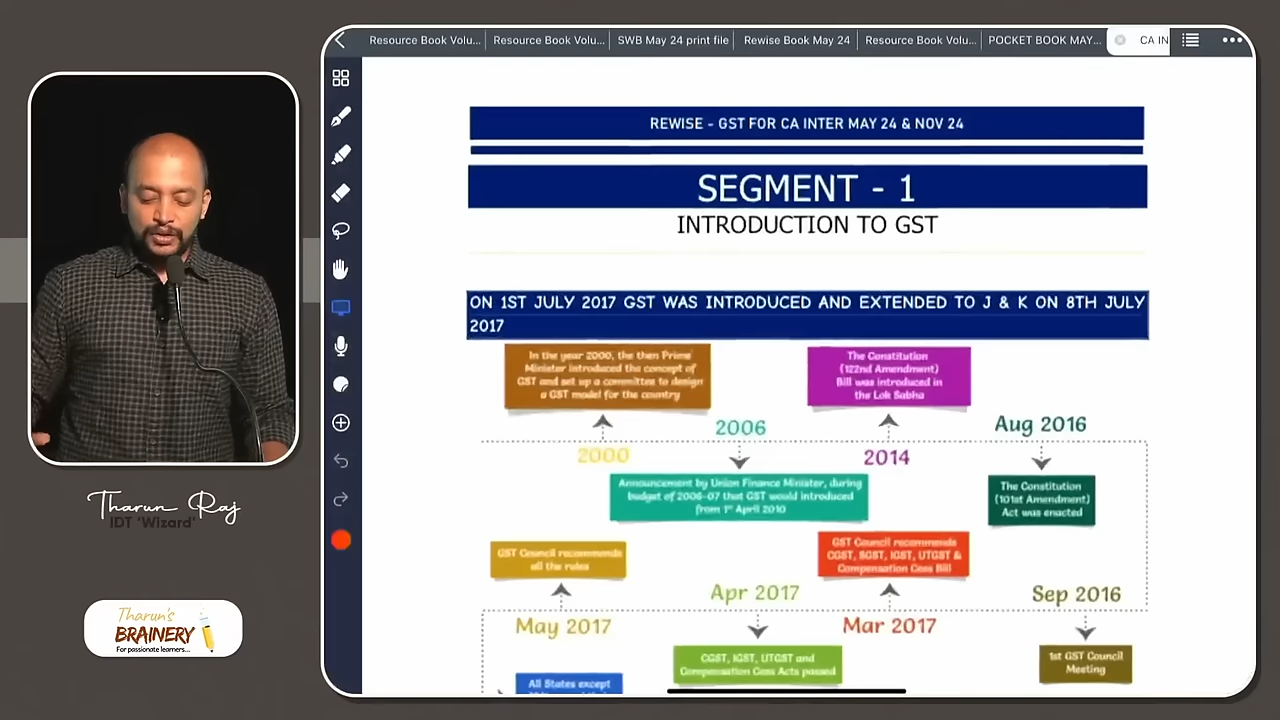 Resource Book Volu...
Resource Book Volu...
SWB May 24 print file
Rewise Book May 24
Resource Book Volu...
POCKET BOOK MAY...
CA IN
REWISE - GST FOR CA INTER MAY 24 & NOV 24
SEGMENT - 1
INTRODUCTION TO GST
ON 1ST JULY 2017 GST WAS INTRODUCED AND EXTENDED TO J & K ON 8TH JULY
2017
In the year 2000, the then Prime
Minister introduced the concept of
GST and set up a committee to design
a GST model for the country
The Constitution
(122nd Amendment)
Bill was introduced in
the Lok Sabha
2000
2006
2014
Aug 2016
Announcement by Union Finance Minister, during
budget of 2006-07 that GST would introduced
from 1st April 2010
The Constitution
(101st Amendment)
Act was enacted
GST Council recommends
all the rules
GST Council recommends
CGST, SGST, IGST, UTGST &
Compensation Cess Bill
May 2017
Apr 2017
Mar 2017
Sep 2016
CGST, IGST, UTGST and
Compensation Cess Acts passed
1st GST Council
Meeting
All States except
Tharun Raj
IDT 'Wizard'
Tharun's
BRAINERY
For passionate learners...